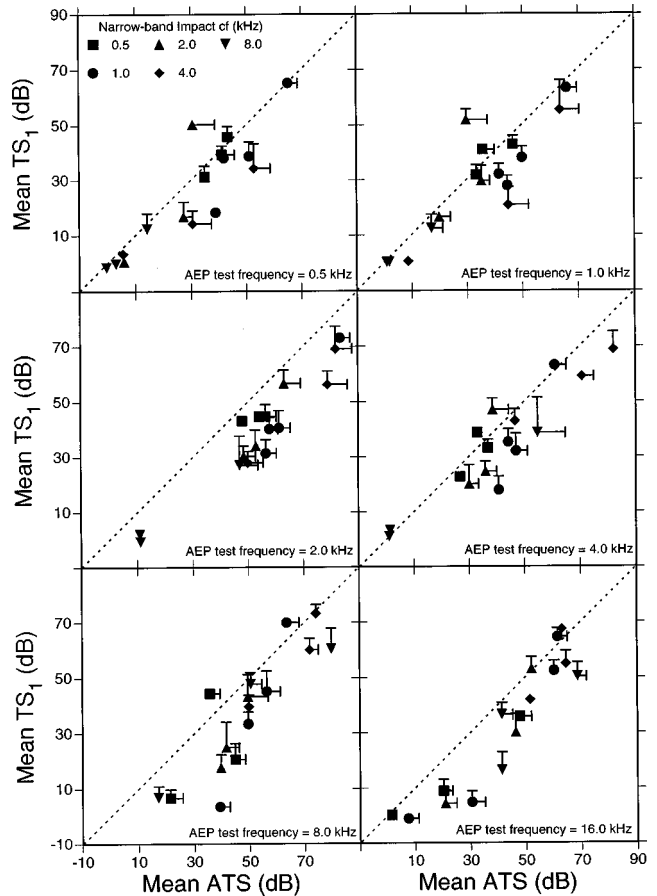 90
Narrow-band Impact cf (kHz)
0.5 2.0 8.0
1.0 4.0
70
50
30
10
Mean TS1 (dB)
AEP test frequency = 0.5 kHz
AEP test frequency = 1.0 kHz
70
50
30
10
Mean TS1 (dB)
AEP test frequency = 2.0 kHz
AEP test frequency = 4.0 kHz
70
50
30
10
-10
Mean TS1 (dB)
AEP test frequency = 8.0 kHz
AEP test frequency = 16.0 kHz
-10 10 30 50 70 -10 10 30 50 70 90
Mean ATS (dB) Mean ATS (dB)